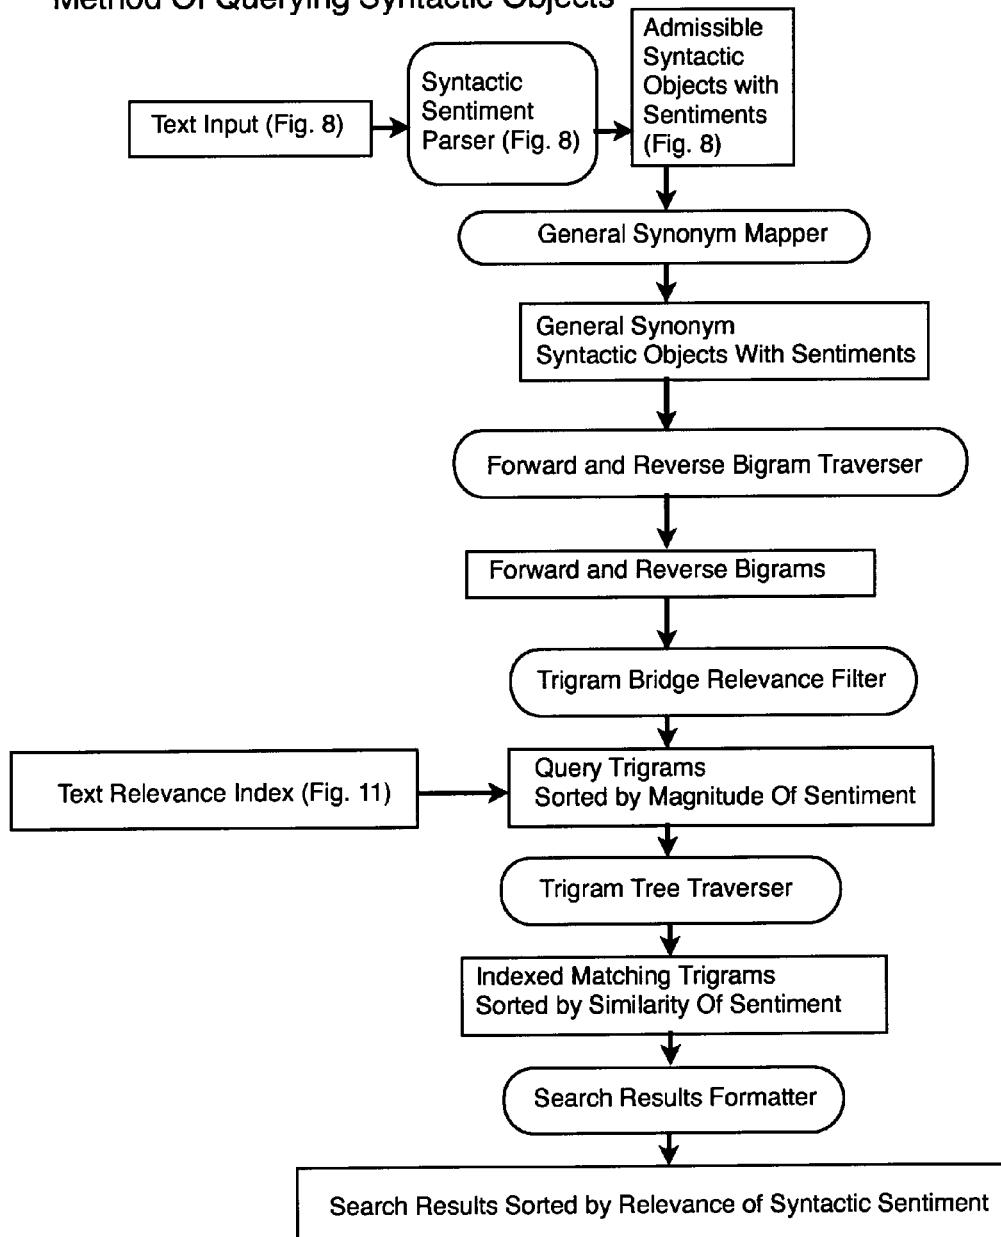 Method Of Querying Syntactic Objects
Text Input (Fig. 8)
Syntactic
Sentiment
Parser (Fig. 8)
Admissible
Syntactic
Objects with
Sentiments
(Fig. 8)
General Synonym Mapper
General Synonym
Syntactic Objects With Sentiments
Forward and Reverse Bigram Traverser
Forward and Reverse Bigrams
Trigram Bridge Relevance Filter
Text Relevance Index (Fig. 11)
Query Trigrams
Sorted by Magnitude Of Sentiment
Trigram Tree Traverser
Indexed Matching Trigrams
Sorted by Similarity Of Sentiment
Search Results Formatter
Search Results Sorted by Relevance of Syntactic Sentiment